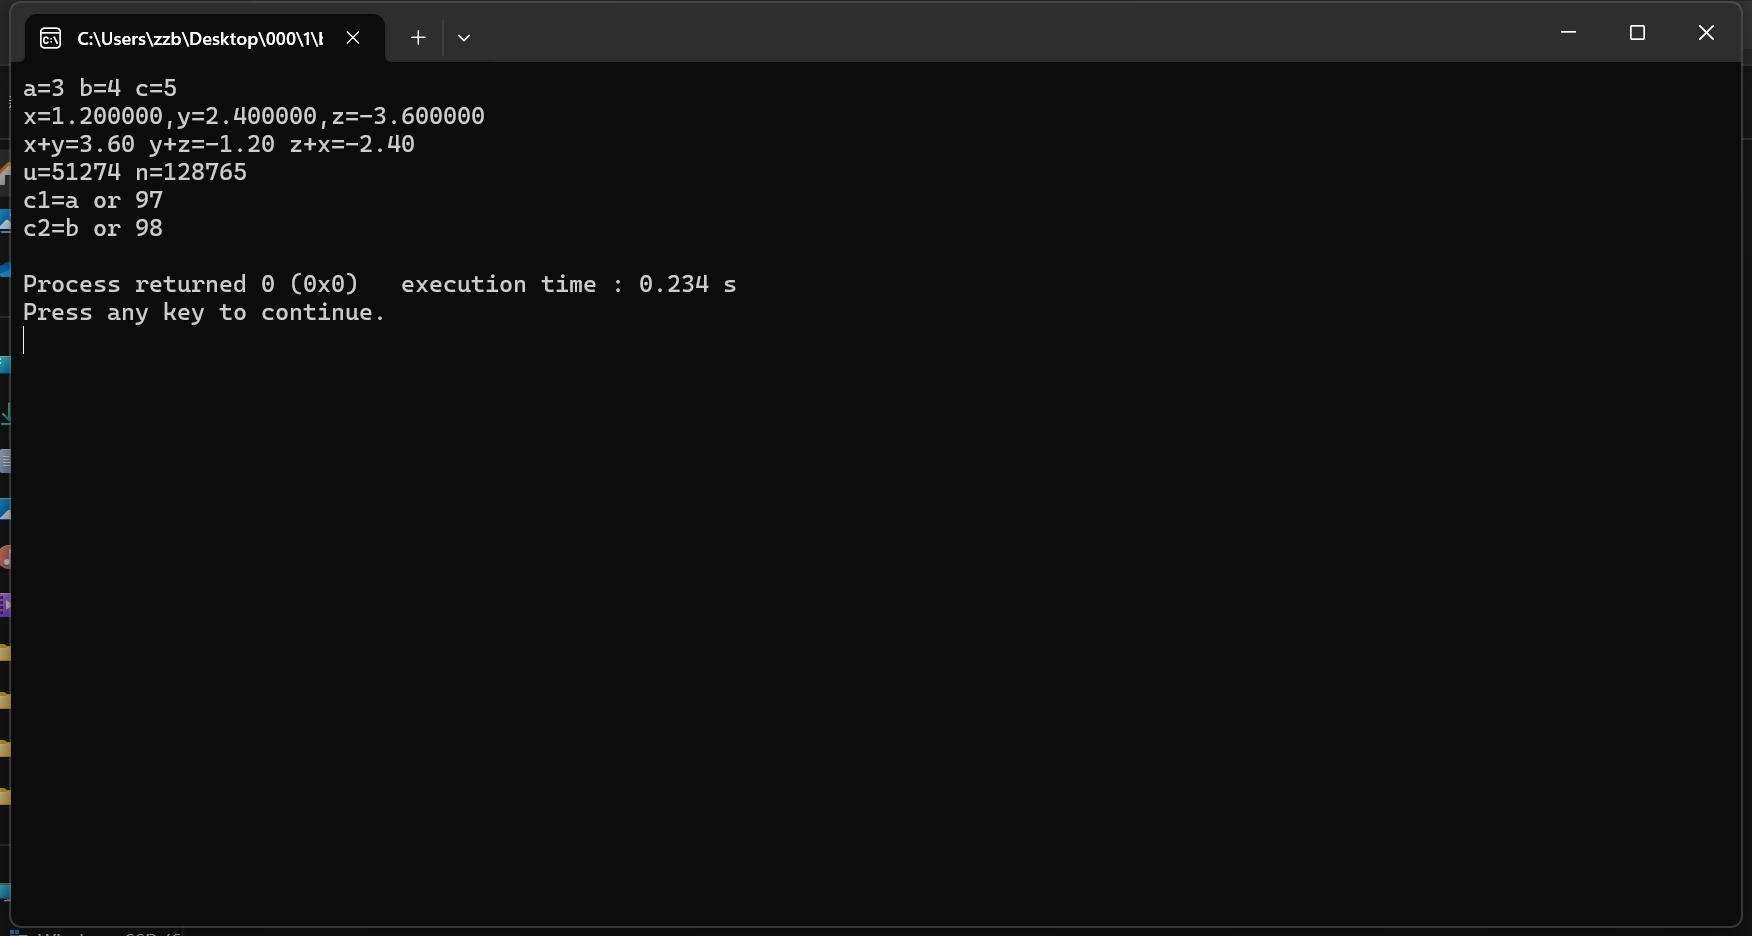 C:\Users\zzb\Desktop\000\1\
a=3 b=4 c=5
x=1.200000,y=2.400000,z=-3.600000
x+y=3.60 y+z=-1.20 z+x=-2.40
u=51274 n=128765
c1=a or 97
c2=b or 98
Process returned 0 (0x0)   execution time : 0.234 s
Press any key to continue.